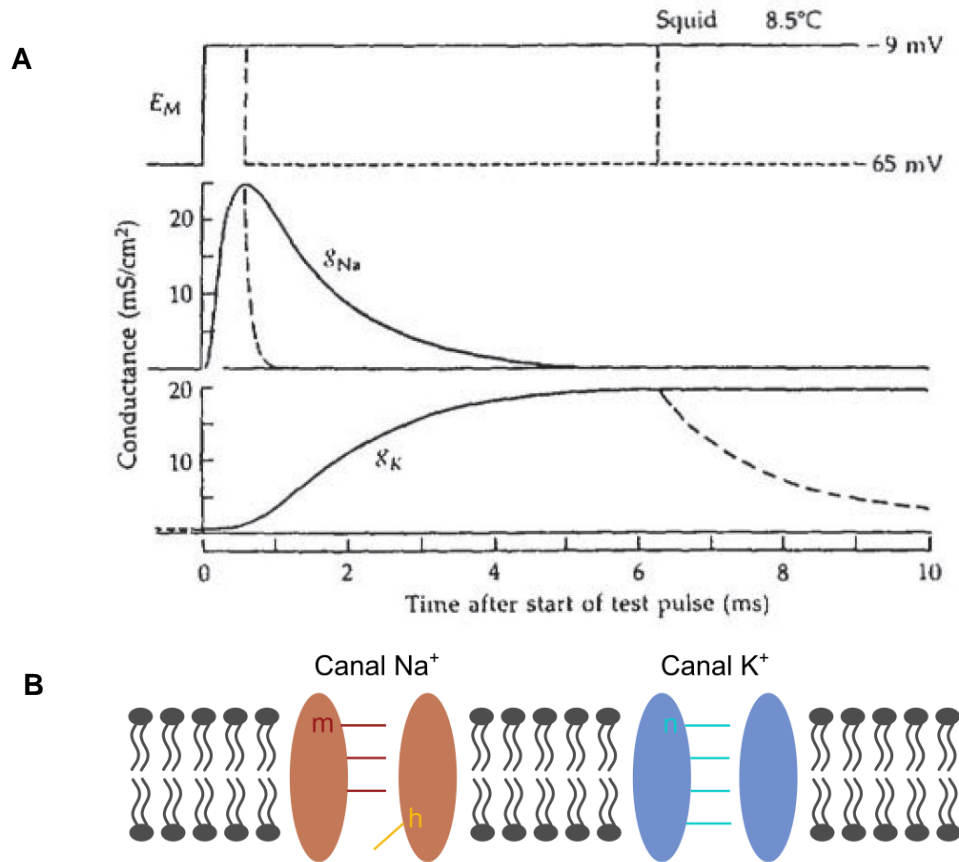 Squid 8.5°C
A
– 9 mV
E_M
– 65 mV
Conductance (mS/cm²)
20
10
g_Na
20
10
g_K
0 2 4 6 8 10
Time after start of test pulse (ms)
Canal Na⁺ Canal K⁺
B
m n
h